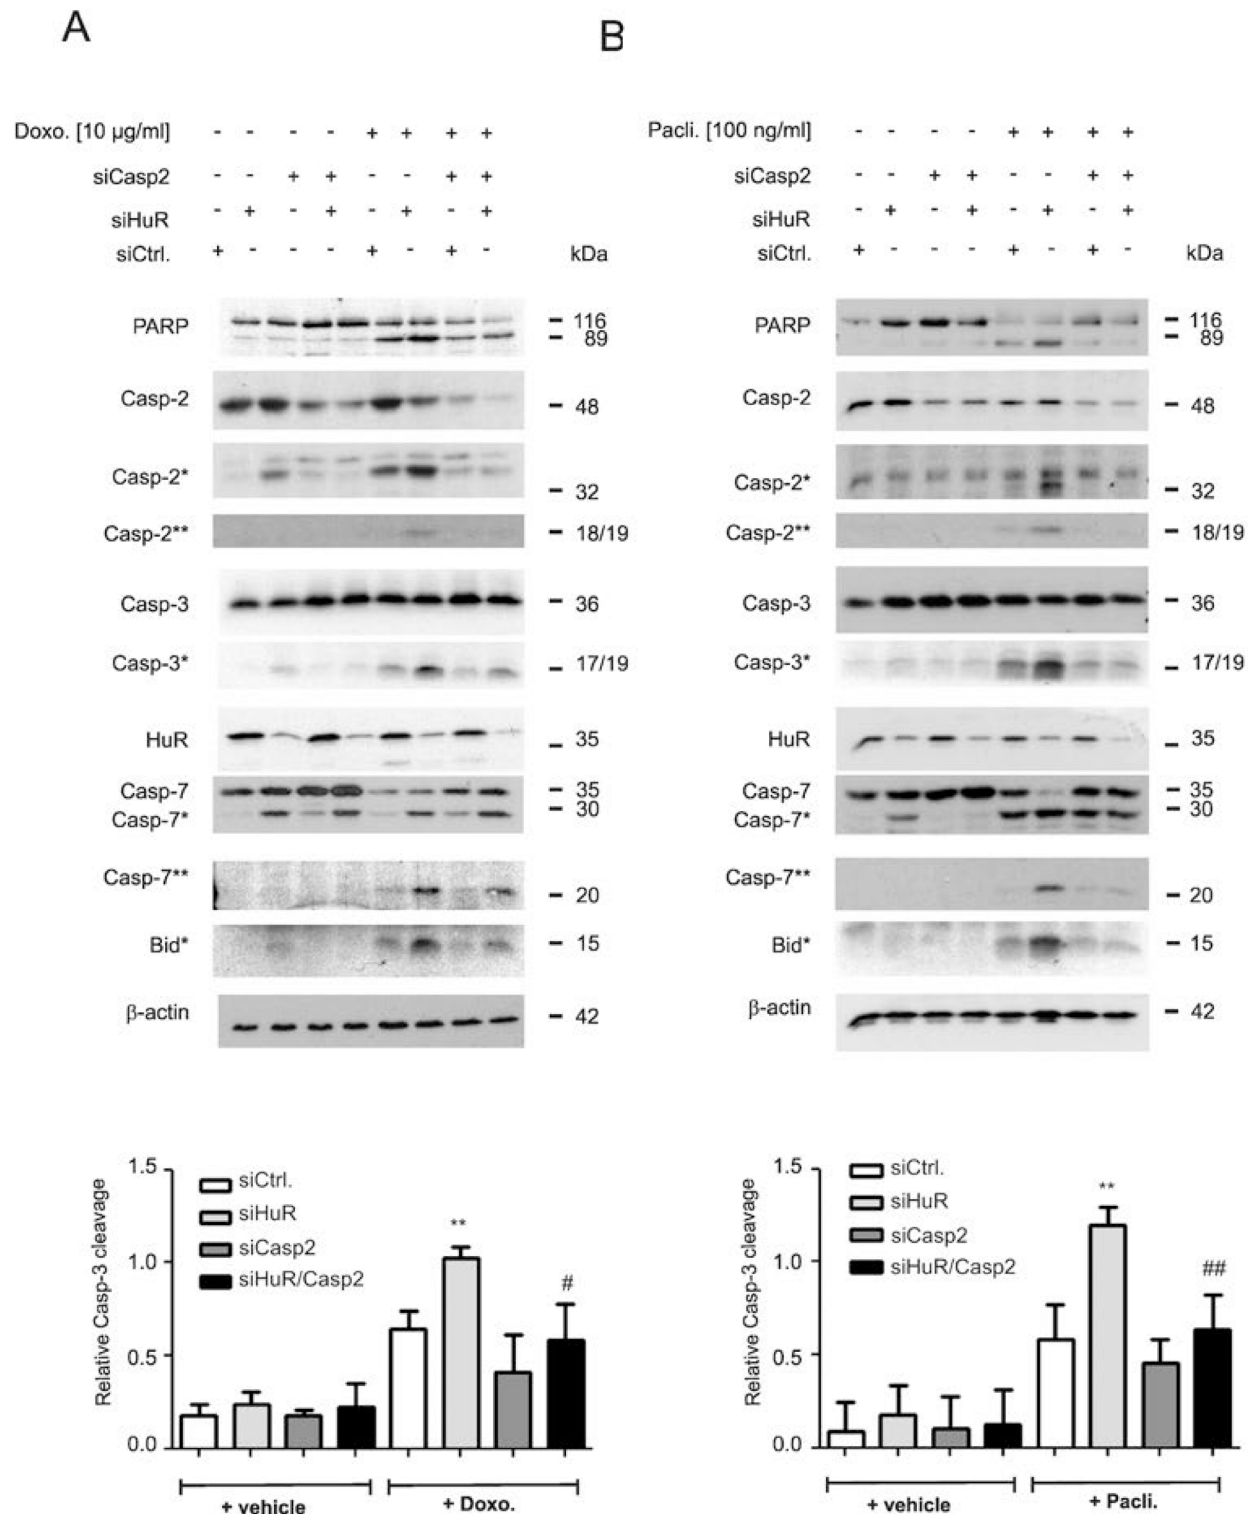 A
Doxo. [10 µg/ml] - - - - + + + +
siCasp2 - - + + - - + +
siHuR - + - + - + - +
siCtrl. + - - - + - + -
kDa
PARP 116
89
Casp-2 48
Casp-2* 32
Casp-2** 18/19
Casp-3 36
Casp-3* 17/19
HuR 35
Casp-7 35
Casp-7* 30
Casp-7** 20
Bid* 15
β-actin 42
Relative Casp-3 cleavage
1.5
1.0
0.5
0.0
siCtrl.
siHuR
siCasp2
siHuR/Casp2
**
#
+ vehicle
+ Doxo.
B
Pacli. [100 ng/ml] - - - - + + + +
siCasp2 - - + + - - + +
siHuR - + - + - + - +
siCtrl. + - - - + - + -
kDa
PARP 116
89
Casp-2 48
Casp-2* 32
Casp-2** 18/19
Casp-3 36
Casp-3* 17/19
HuR 35
Casp-7 35
Casp-7* 30
Casp-7** 20
Bid* 15
β-actin 42
Relative Casp-3 cleavage
1.5
1.0
0.5
0.0
siCtrl.
siHuR
siCasp2
siHuR/Casp2
**
##
+ vehicle
+ Pacli.